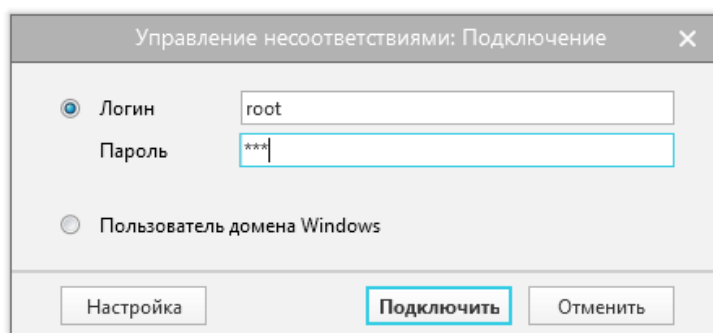 Управление несоответствиями: Подключение
Логин root
Пароль ***
Пользователь домена Windows
Настройка Подключить Отменить